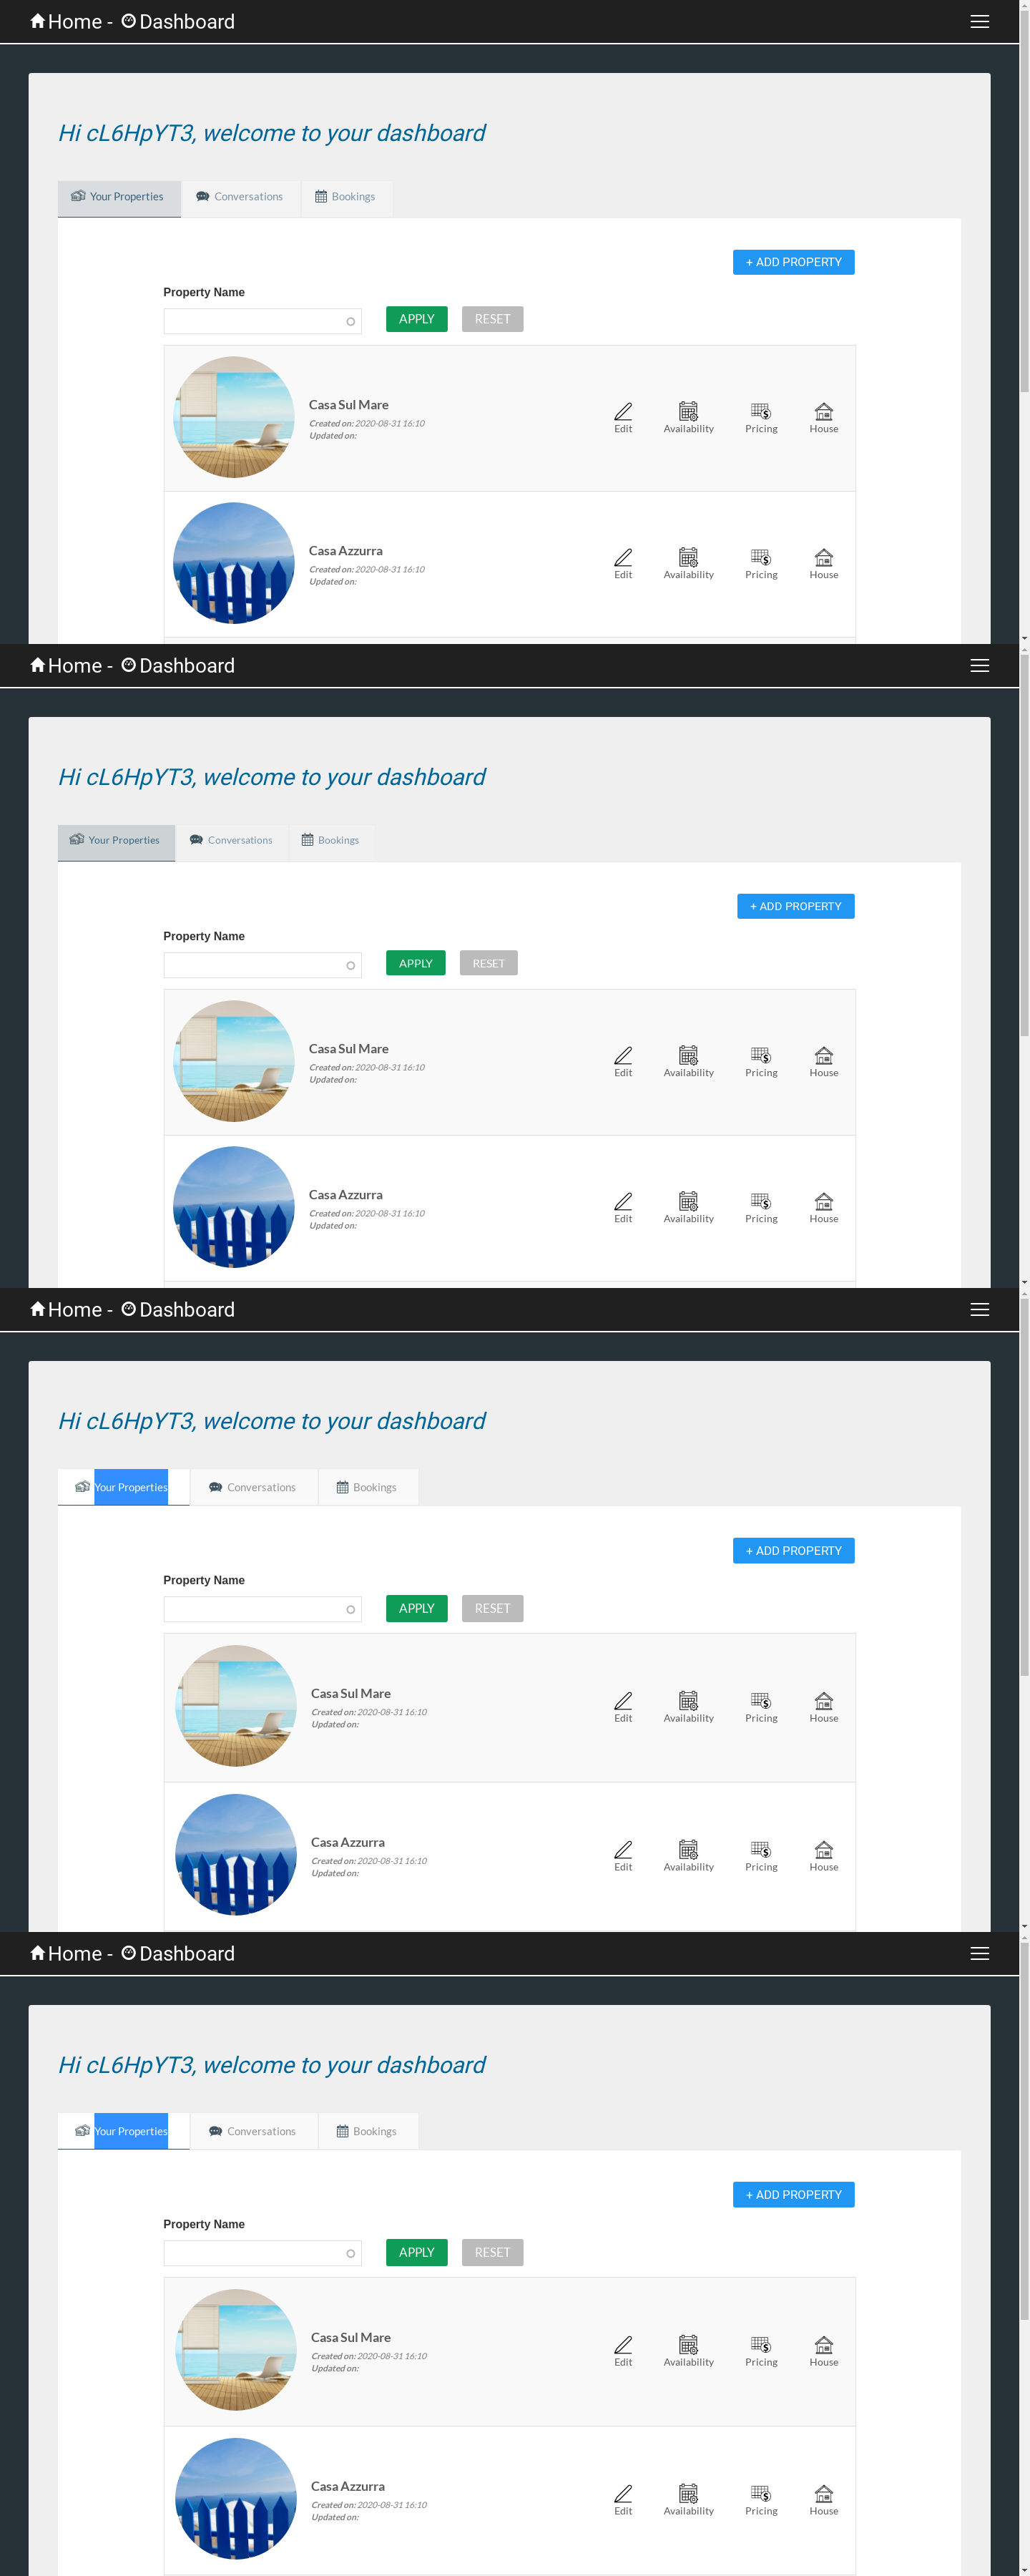 Home - Dashboard
Hi cL6HpYT3, welcome to your dashboard
Your Properties Conversations Bookings
+ ADD PROPERTY
Property Name
APPLY RESET
Casa Sul Mare
Created on: 2020-08-31 16:10
Updated on:
Edit Availability Pricing House
Casa Azzurra
Created on: 2020-08-31 16:10
Updated on:
Edit Availability Pricing House
Home - Dashboard
Hi cL6HpYT3, welcome to your dashboard
Your Properties Conversations Bookings
+ ADD PROPERTY
Property Name
APPLY RESET
Casa Sul Mare
Created on: 2020-08-31 16:10
Updated on:
Edit Availability Pricing House
Casa Azzurra
Created on: 2020-08-31 16:10
Updated on:
Edit Availability Pricing House
Home - Dashboard
Hi cL6HpYT3, welcome to your dashboard
Your Properties Conversations Bookings
+ ADD PROPERTY
Property Name
APPLY RESET
Casa Sul Mare
Created on: 2020-08-31 16:10
Updated on:
Edit Availability Pricing House
Casa Azzurra
Created on: 2020-08-31 16:10
Updated on:
Edit Availability Pricing House
Home - Dashboard
Hi cL6HpYT3, welcome to your dashboard
Your Properties Conversations Bookings
+ ADD PROPERTY
Property Name
APPLY RESET
Casa Sul Mare
Created on: 2020-08-31 16:10
Updated on:
Edit Availability Pricing House
Casa Azzurra
Created on: 2020-08-31 16:10
Updated on:
Edit Availability Pricing House